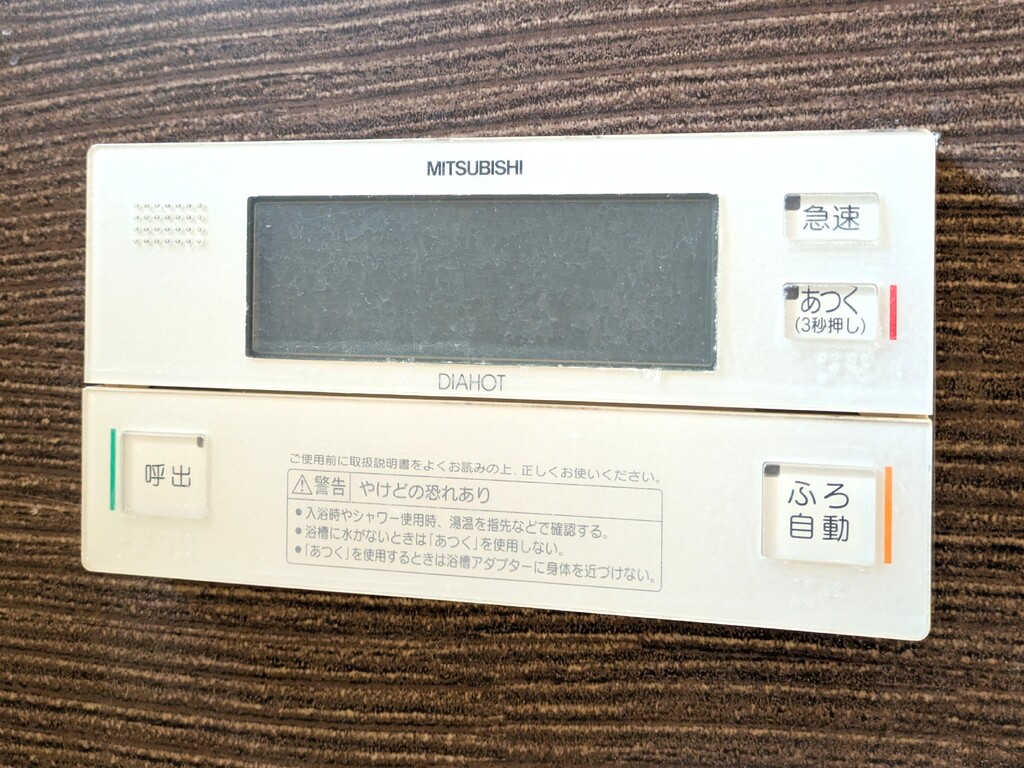 MITSUBISHI
急速
あつく
(3秒押し)
DIAHOT
呼出
ご使用前に取扱説明書をよくお読みの上、正しくお使いください。
警告 やけどの恐れあり
●入浴時やシャワー使用時、湯温を指先などで確認する。
●浴槽に水がないときは「あつく」を使用しない。
●「あつく」を使用するときは浴槽アダプターに身体を近づけない。
ふろ
自動